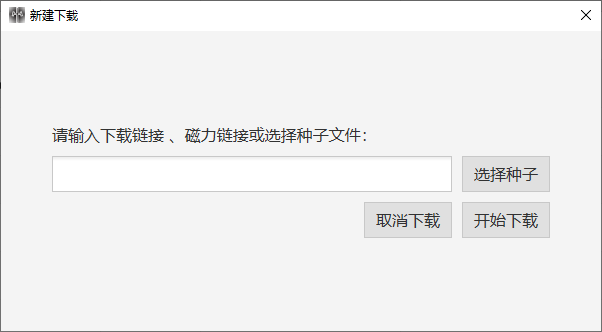 新建下载
请输入下载链接 、磁力链接或选择种子文件：
选择种子
取消下载
开始下载